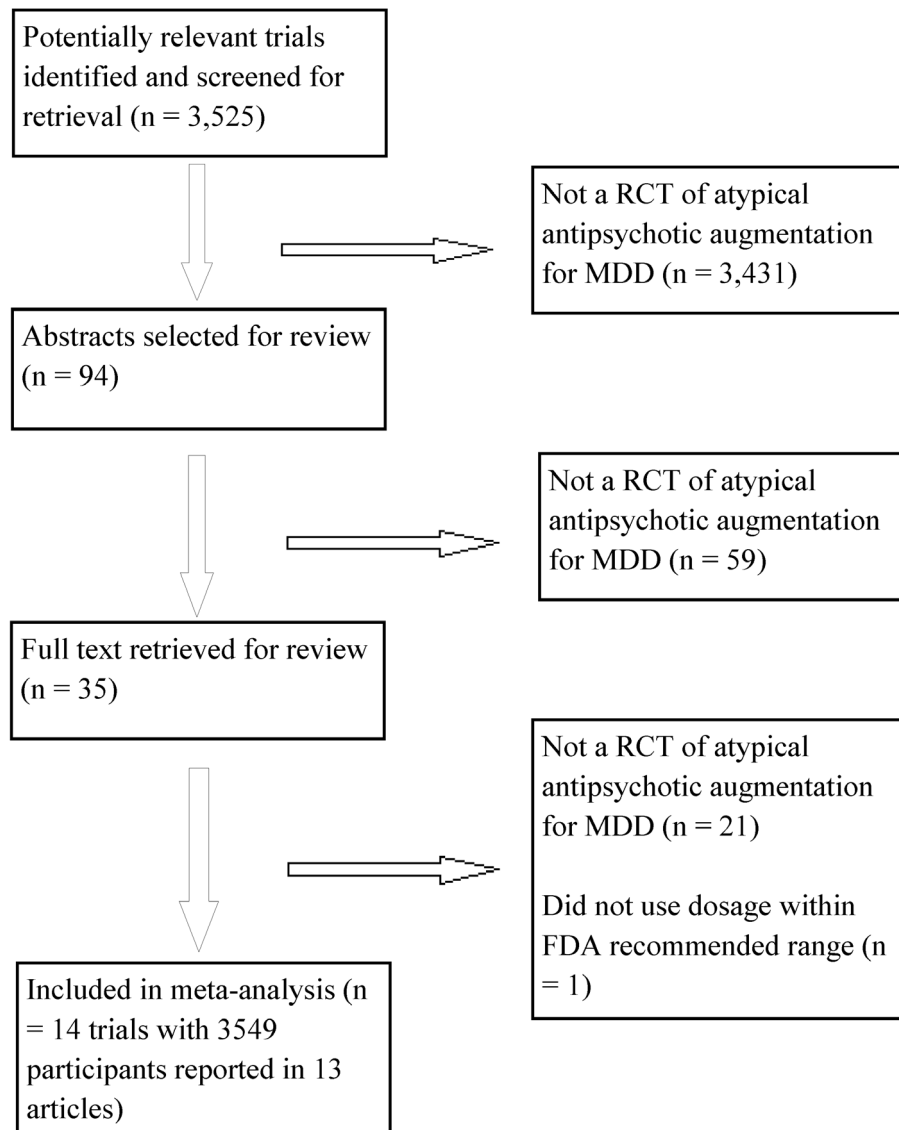 Potentially relevant trials
identified and screened for
retrieval (n = 3,525)
Not a RCT of atypical
antipsychotic augmentation
for MDD (n = 3,431)
Abstracts selected for review
(n = 94)
Not a RCT of atypical
antipsychotic augmentation
for MDD (n = 59)
Full text retrieved for review
(n = 35)
Not a RCT of atypical
antipsychotic augmentation
for MDD (n = 21)
Did not use dosage within
FDA recommended range (n
= 1)
Included in meta-analysis (n
= 14 trials with 3549
participants reported in 13
articles)